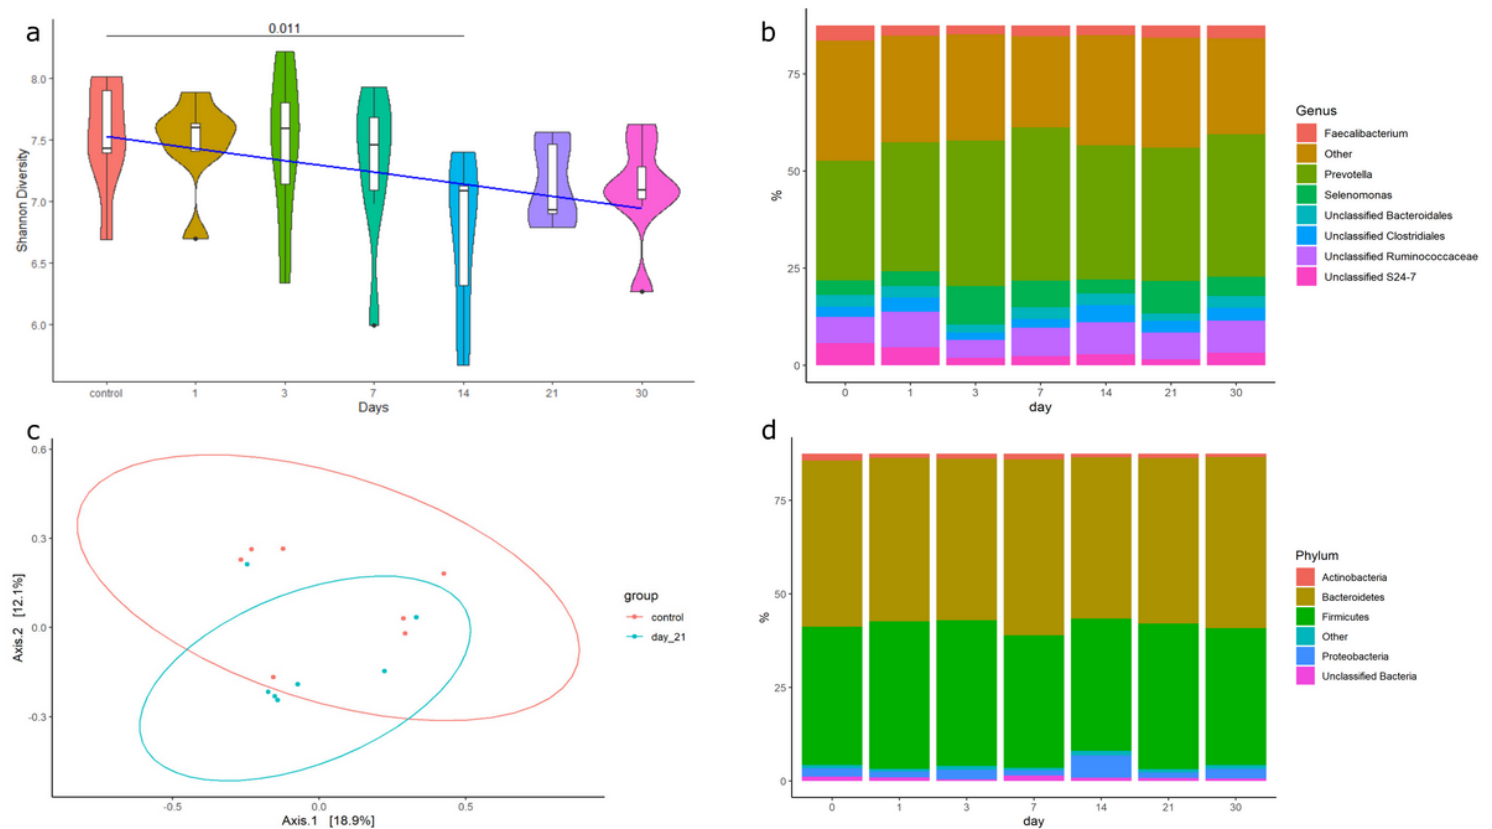 a
0.011
8.0
7.5
7.0
6.5
6.0
Shannon Diversity
control 1 3 7 14 21 30
Days
b
75
50
25
0
%
0 1 3 7 14 21 30
day
Genus
Faecalibacterium
Other
Prevotella
Selenomonas
Unclassified Bacteroidales
Unclassified Clostridiales
Unclassified Ruminococcaceae
Unclassified S24-7
c
0.6
0.3
0.0
-0.3
Axis.2 [12.1%]
-0.5 0.0 0.5
Axis.1 [18.9%]
group
control
day_21
d
75
50
25
0
%
0 1 3 7 14 21 30
day
Phylum
Actinobacteria
Bacteroidetes
Firmicutes
Other
Proteobacteria
Unclassified Bacteria